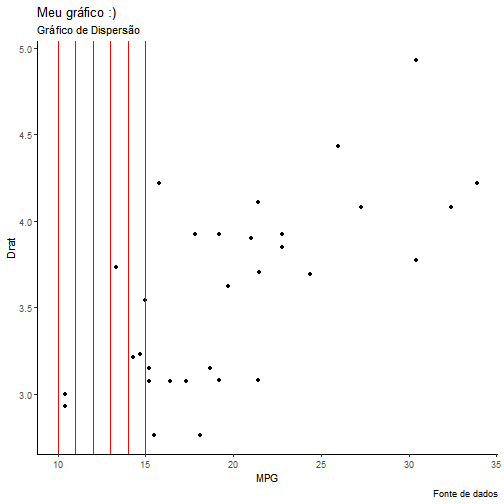 Meu gráfico :)
Gráfico de Dispersão
5.0
4.5
4.0
3.5
3.0
Drat
10 15 20 25 30 35
MPG
Fonte de dados